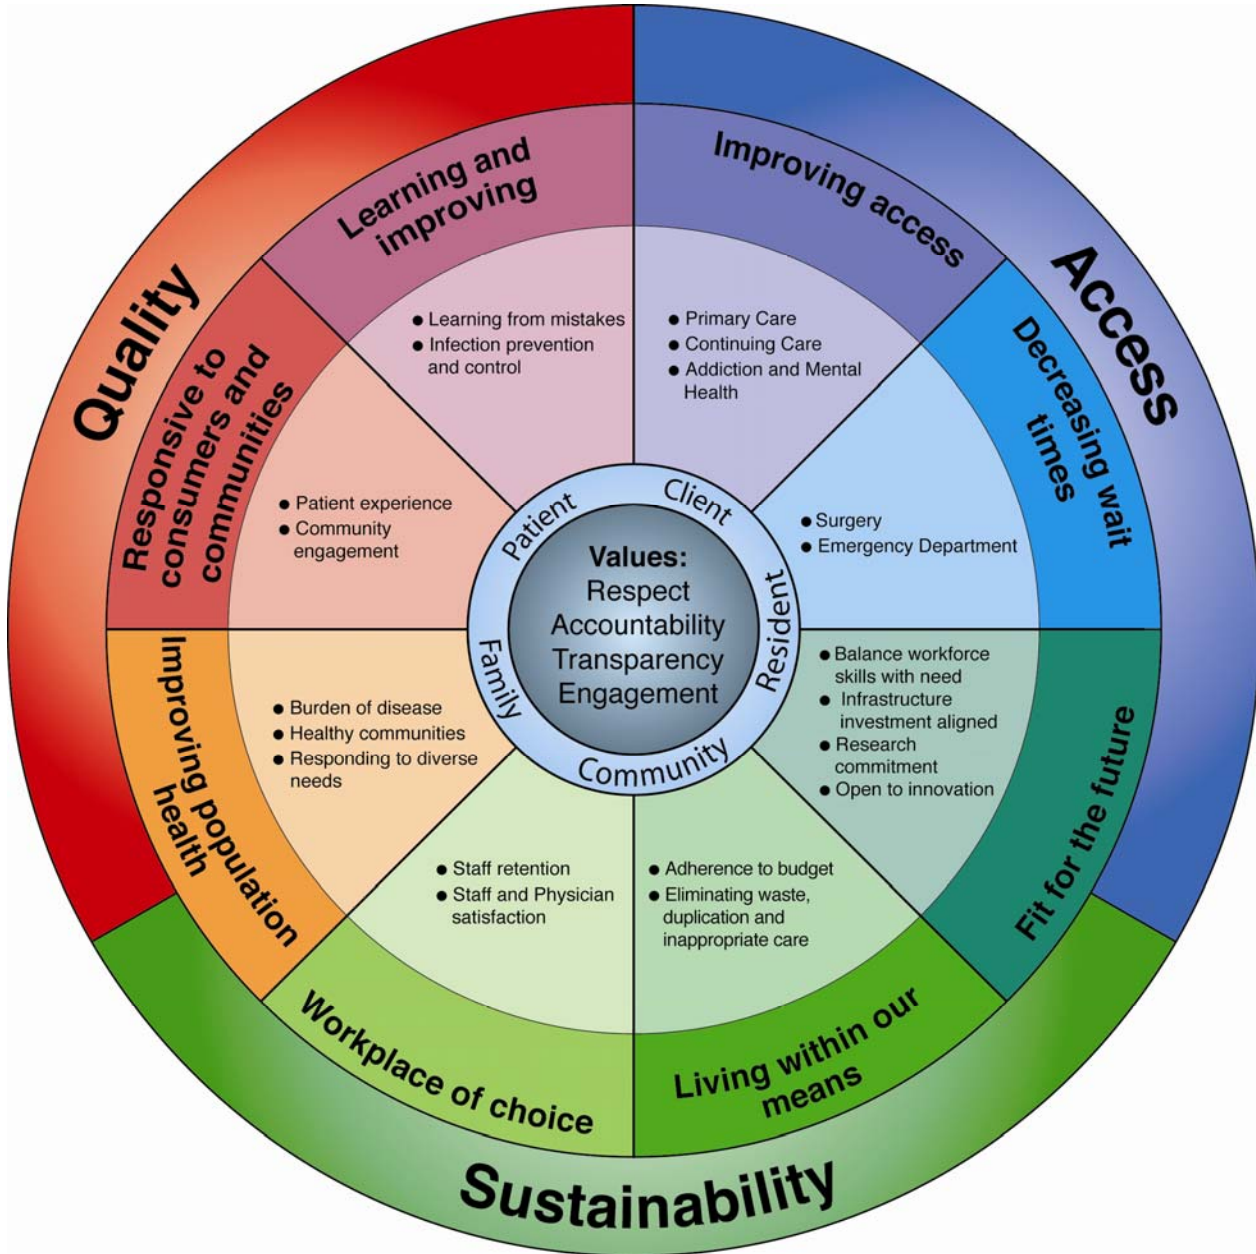 Quality
Access
Sustainability
Learning and
improving
Improving access
Decreasing wait
times
Fit for the future
Living within our
means
Workplace of choice
Improving population
health
Responsive to
consumers and
communities
● Learning from mistakes
● Infection prevention
and control
● Primary Care
● Continuing Care
● Addiction and Mental
Health
● Surgery
● Emergency Department
● Balance workforce
skills with need
● Infrastructure
investment aligned
● Research
commitment
● Open to innovation
● Adherence to budget
● Eliminating waste,
duplication and
inappropriate care
● Staff retention
● Staff and Physician
satisfaction
● Burden of disease
● Healthy communities
● Responding to diverse
needs
● Patient experience
● Community
engagement
Patient
Client
Resident
Community
Family
Values:
Respect
Accountability
Transparency
Engagement